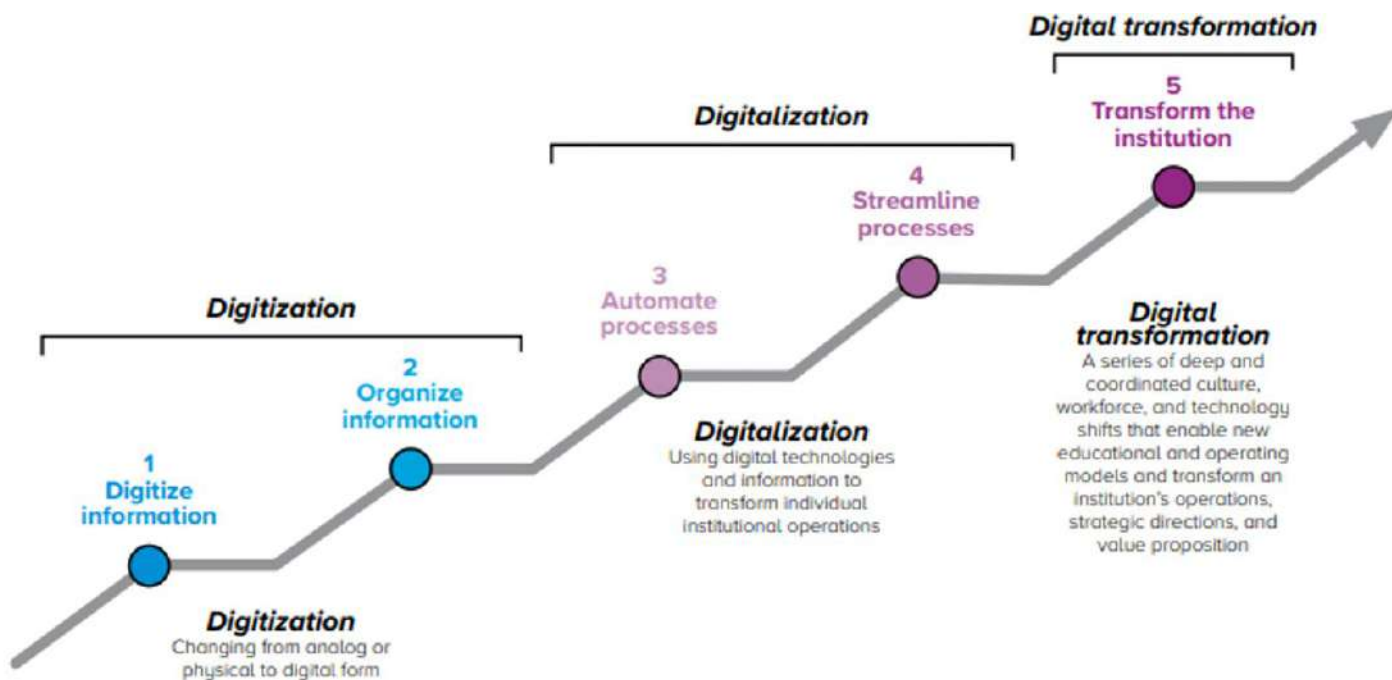 Digitization
1
Digitize
information
2
Organize
information
Digitization
Changing from analog or
physical to digital form
Digitalization
3
Automate
processes
4
Streamline
processes
Digitalization
Using digital technologies
and information to
transform individual
institutional operations
Digital transformation
5
Transform the
institution
Digital
transformation
A series of deep and
coordinated culture,
workforce, and technology
shifts that enable new
educational and operating
models and transform an
institution's operations,
strategic directions, and
value proposition